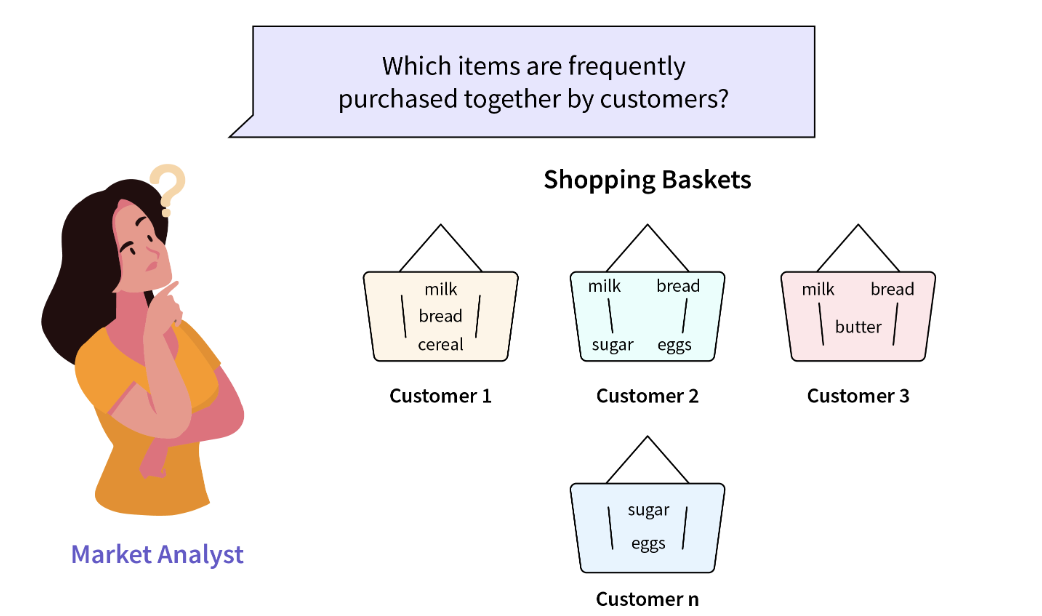 Which items are frequently
purchased together by customers?
Shopping Baskets
?
milk
bread
cereal
Customer 1
milk bread
sugar eggs
Customer 2
milk bread
butter
Customer 3
sugar
eggs
Customer n
Market Analyst